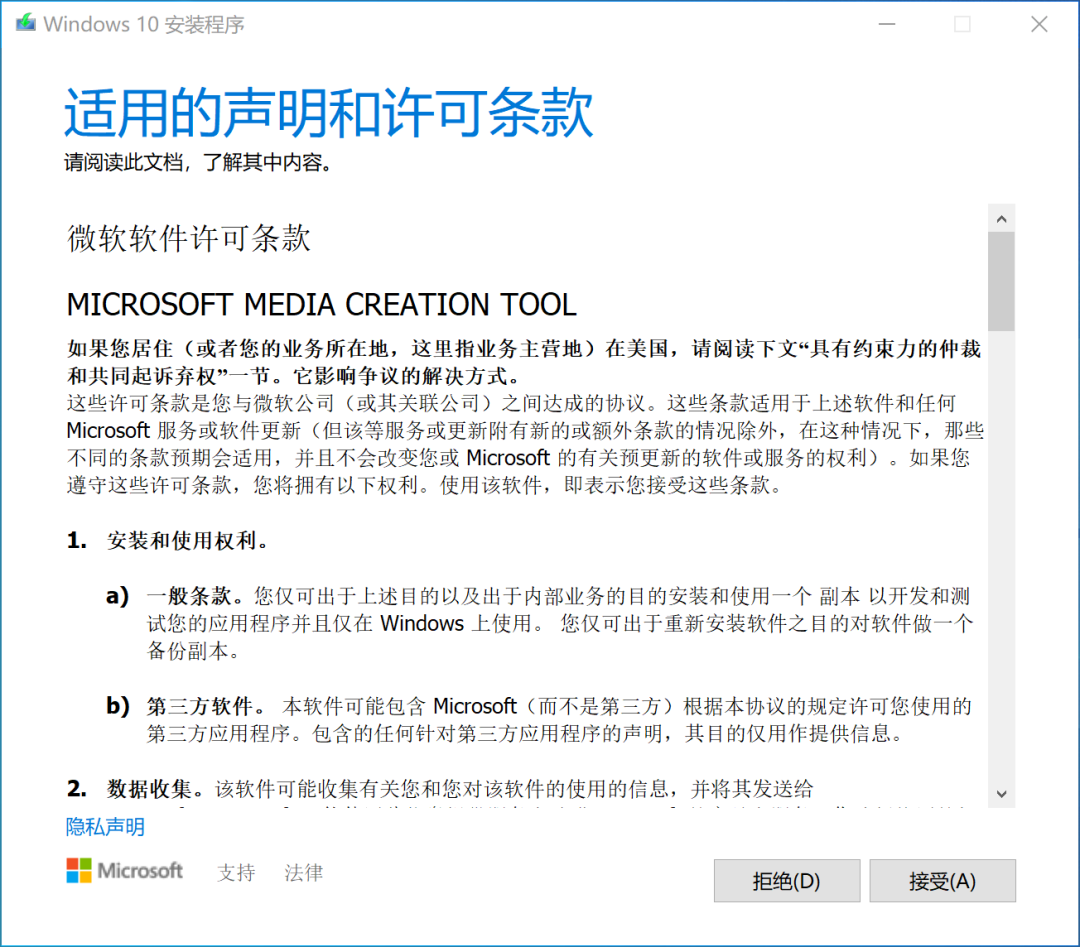 Windows 10 安装程序
适用的声明和许可条款
请阅读此文档，了解其中内容。
微软软件许可条款
MICROSOFT MEDIA CREATION TOOL
如果您居住（或者您的业务所在地，这里指业务主营地）在美国，请阅读下文“具有约束力的仲裁
和共同起诉弃权”一节。它影响争议的解决方式。
这些许可条款是您与微软公司（或其关联公司）之间达成的协议。这些条款适用于上述软件和任何
Microsoft 服务或软件更新（但该等服务或更新附有新的或额外条款的情况除外，在这种情况下，那些
不同的条款预期会适用，并且不会改变您或 Microsoft 的有关预更新的软件或服务的权利）。如果您
遵守这些许可条款，您将拥有以下权利。使用该软件，即表示您接受这些条款。
1. 安装和使用权利。
a) 一般条款。您仅可出于上述目的以及出于内部业务的目的安装和使用一个 副本 以开发和测
试您的应用程序并且仅在 Windows 上使用。 您仅可出于重新安装软件之目的对软件做一个
备份副本。
b) 第三方软件。 本软件可能包含 Microsoft（而不是第三方）根据本协议的规定许可您使用的
第三方应用程序。包含的任何针对第三方应用程序的声明，其目的仅用作提供信息。
2. 数据收集。该软件可能收集有关您和您对该软件的使用的信息，并将其发送给
隐私声明
Microsoft 支持 法律
拒绝(D) 接受(A)